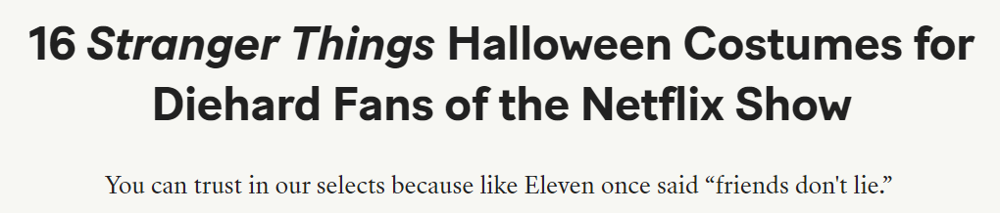 16 Stranger Things Halloween Costumes for
Diehard Fans of the Netflix Show
You can trust in our selects because like Eleven once said “friends don't lie.”